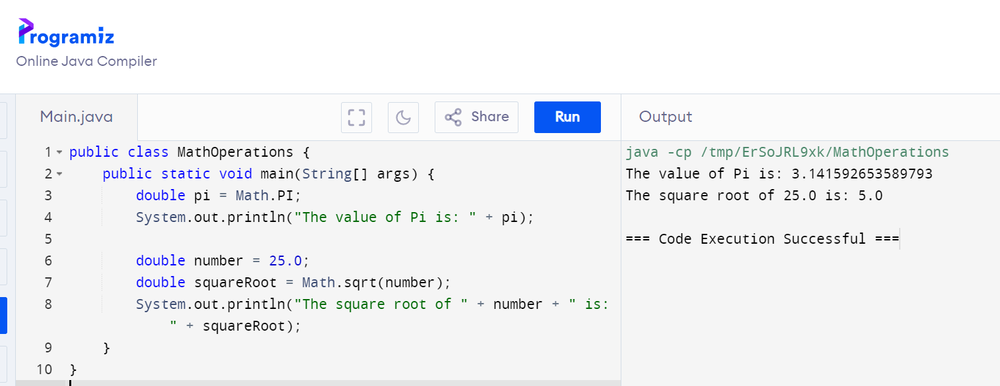 Programiz
Online Java Compiler
Main.java
Share
Run
Output
1 public class MathOperations {
2     public static void main(String[] args) {
3         double pi = Math.PI;
4         System.out.println("The value of Pi is: " + pi);
5
6         double number = 25.0;
7         double squareRoot = Math.sqrt(number);
8         System.out.println("The square root of " + number + " is:
            " + squareRoot);
9     }
10 }
java -cp /tmp/ErSoJRL9xk/MathOperations
The value of Pi is: 3.141592653589793
The square root of 25.0 is: 5.0
=== Code Execution Successful ===